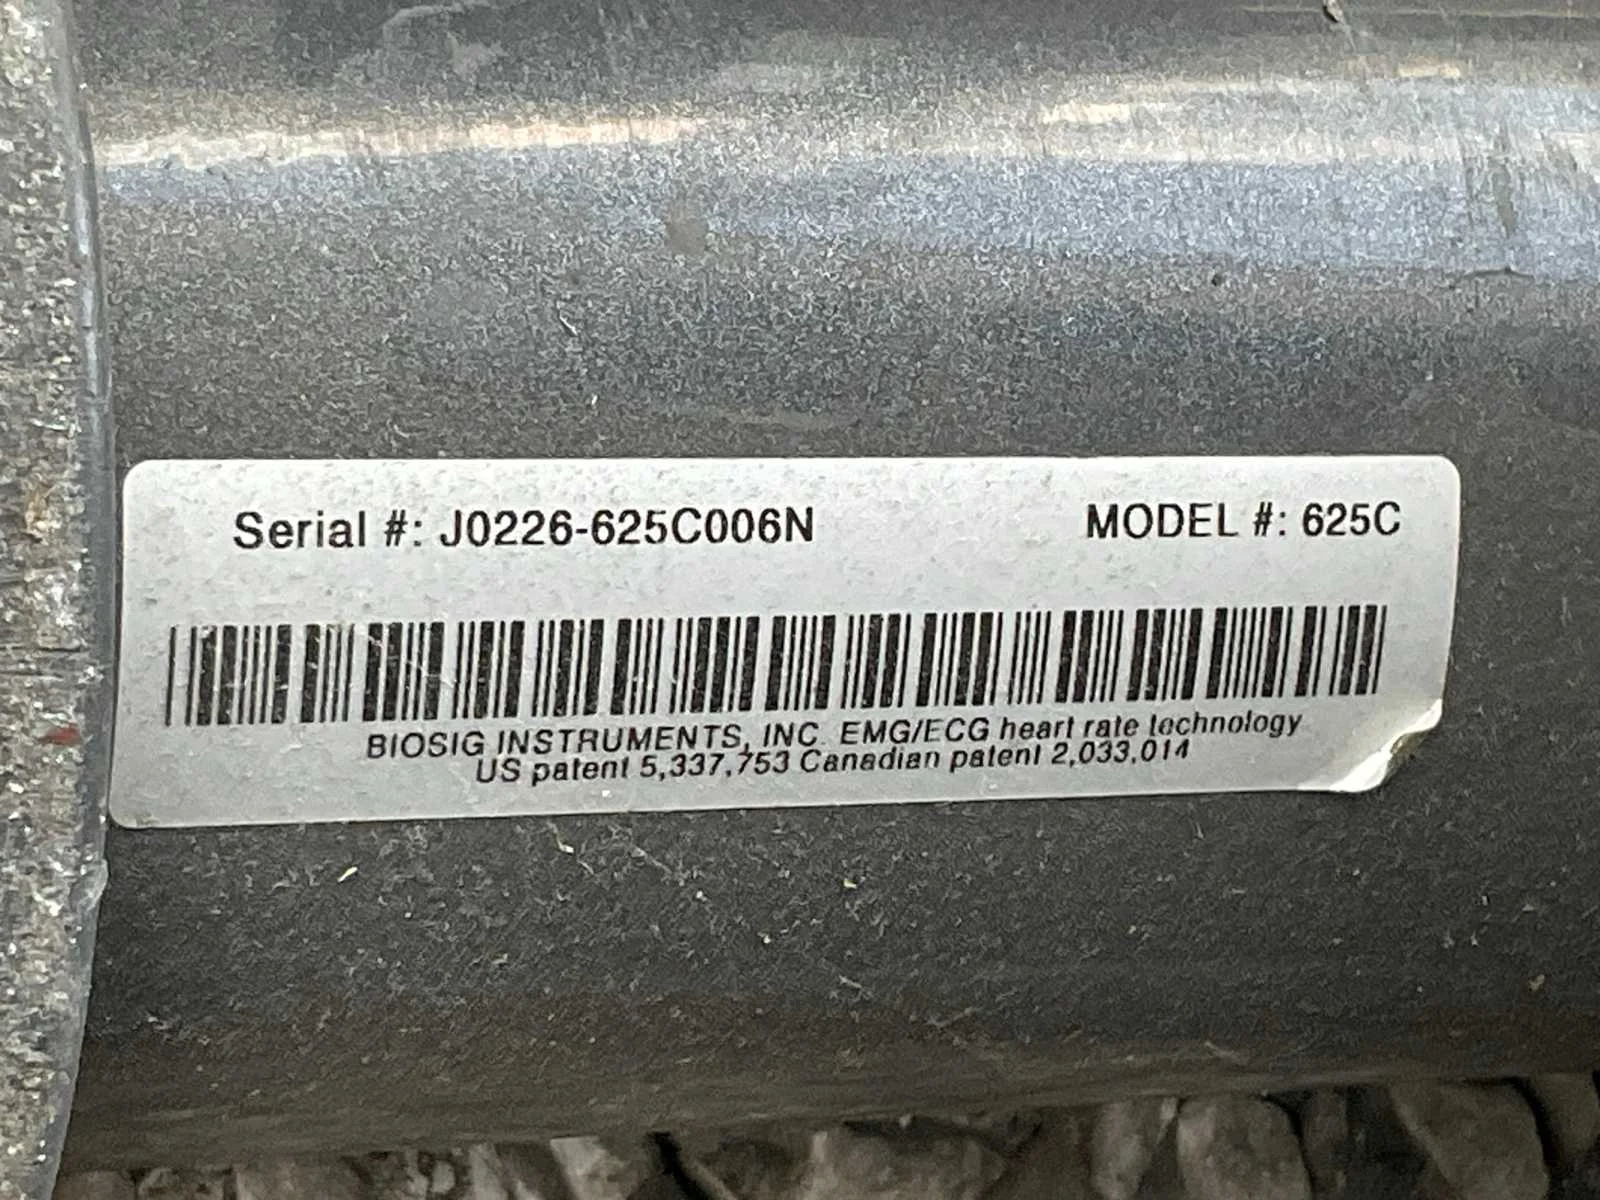 Serial #: J0226-625C006N MODEL #: 625C
BIOSIG INSTRUMENTS, INC. EMG/ECG heart rate technology
US patent 5,337,753 Canadian patent 2,033,014